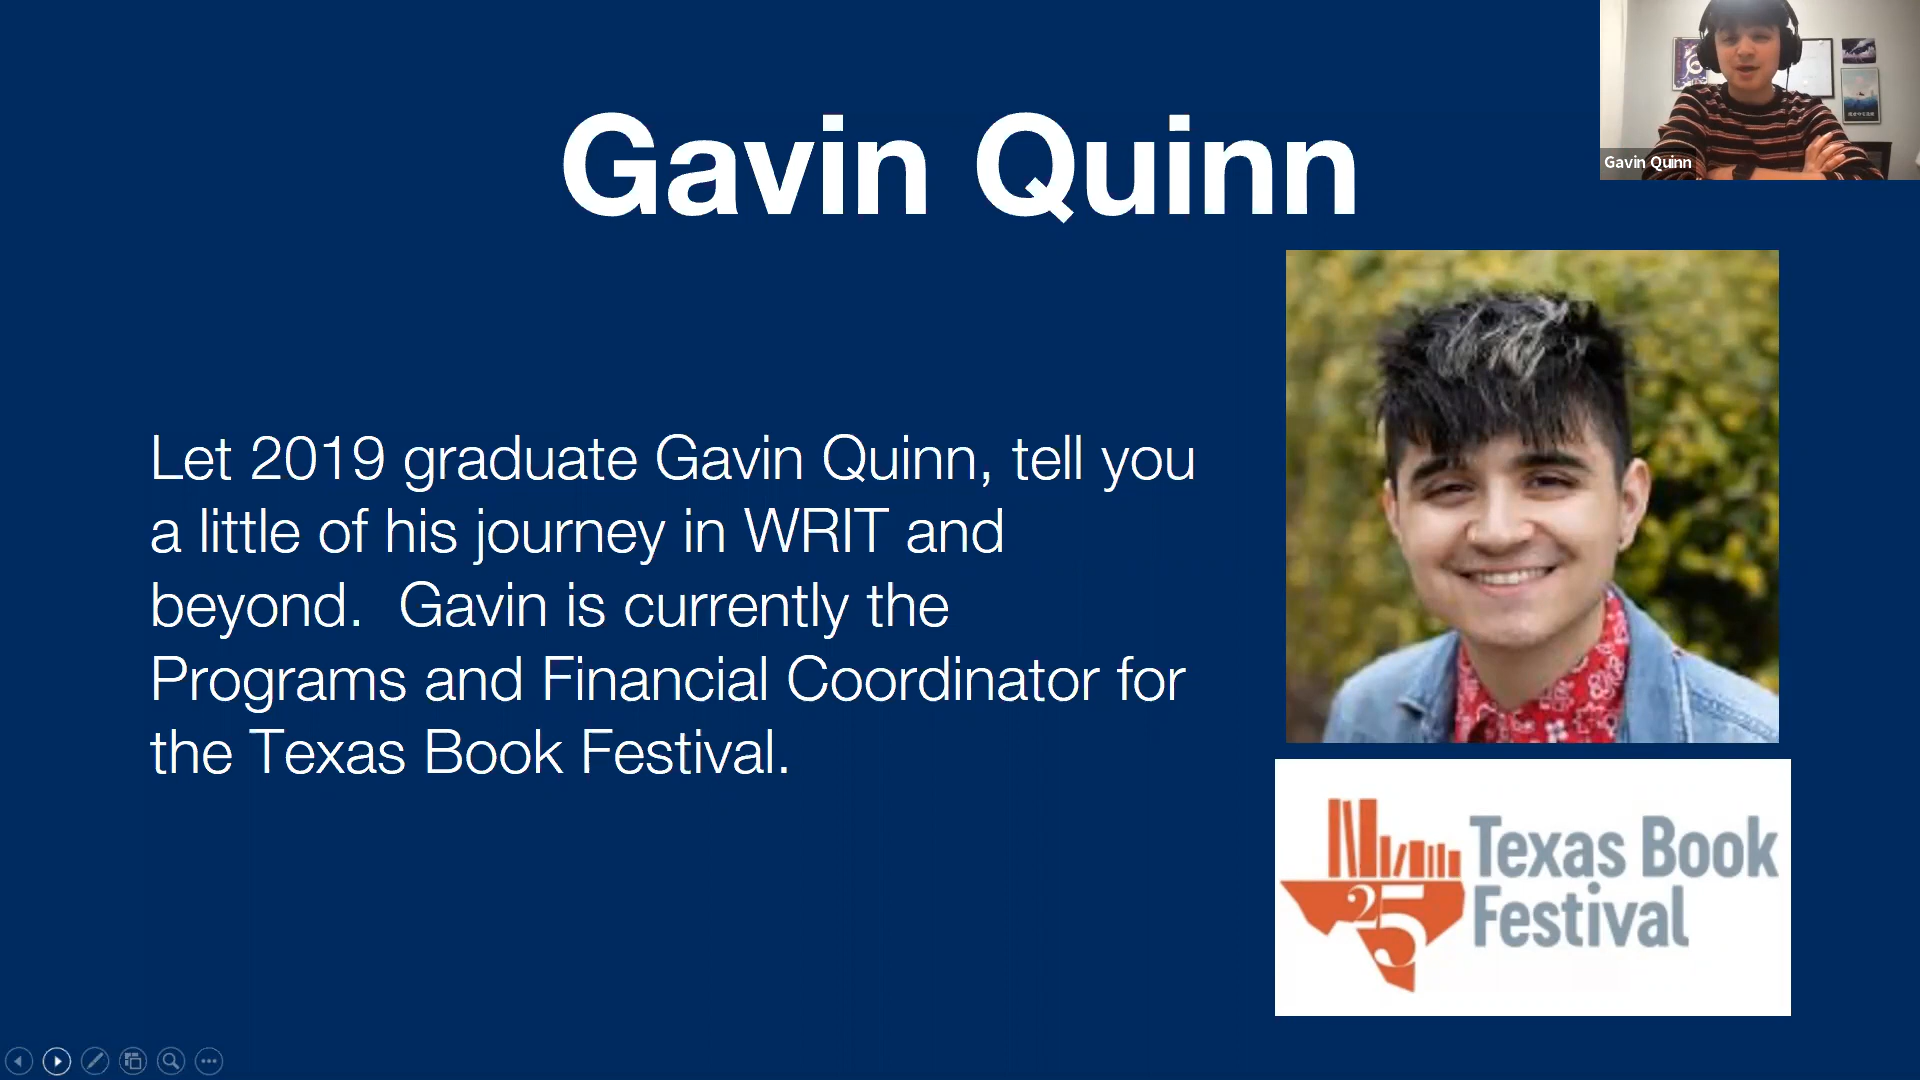 Gavin Quinn
Gavin Quinn
Let 2019 graduate Gavin Quinn, tell you
a little of his journey in WRIT and
beyond.  Gavin is currently the
Programs and Financial Coordinator for
the Texas Book Festival.
25
Texas Book
Festival